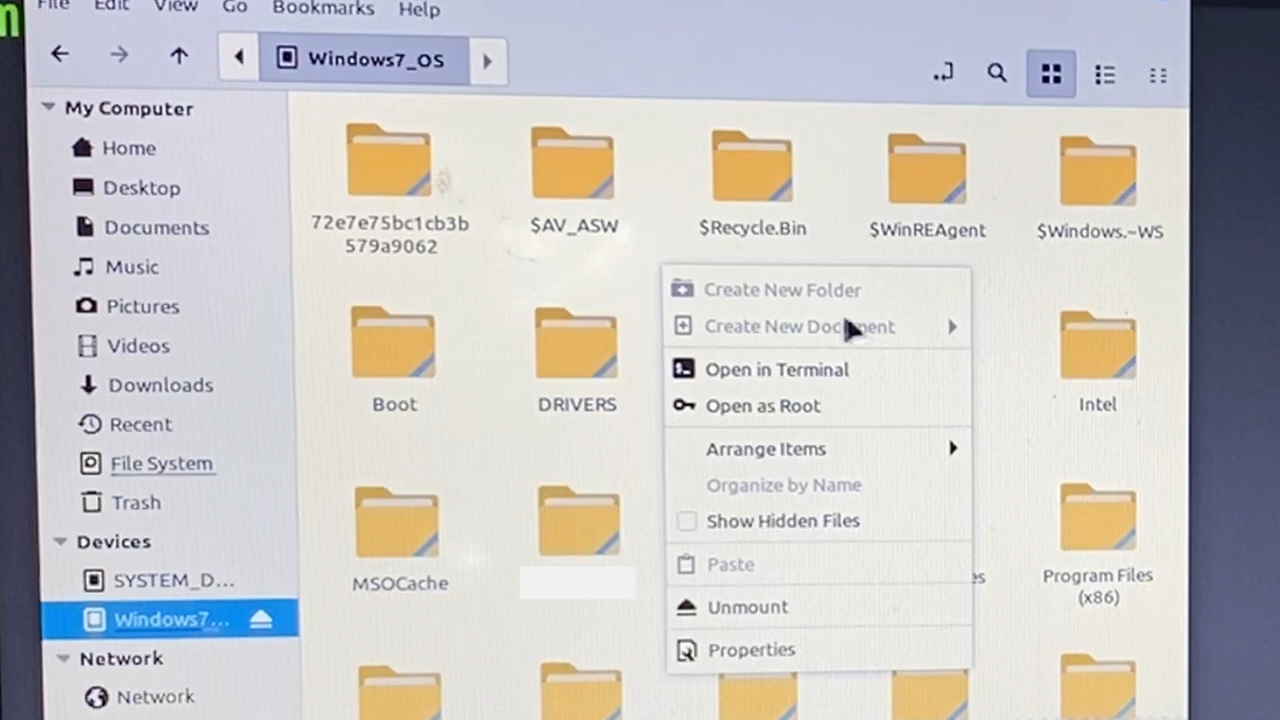 File Edit View Go Bookmarks Help
Windows7_OS
My Computer
Home
Desktop
Documents
Music
Pictures
Videos
Downloads
Recent
File System
Trash
Devices
SYSTEM_D...
Windows7...
Network
Network
72e7e75bc1cb3b
579a9062
$AV_ASW
$Recycle.Bin
$WinREAgent
$Windows.~WS
Boot
DRIVERS
Intel
MSOCache
es
Program Files
(x86)
Create New Folder
Create New Document
Open in Terminal
Open as Root
Arrange Items
Organize by Name
Show Hidden Files
Paste
Unmount
Properties